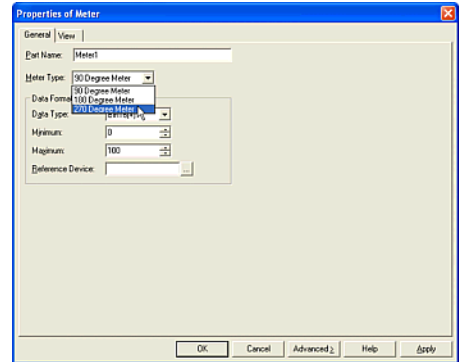 Properties of Meter
General View
Part Name: Meter1
Meter Type: 90 Degree Meter
90 Degree Meter
180 Degree Meter
270 Degree Meter
Data Format
Data Type:
Minimum: 0
Maximum: 100
Reference Device: ...
OK Cancel Advanced > Help Apply